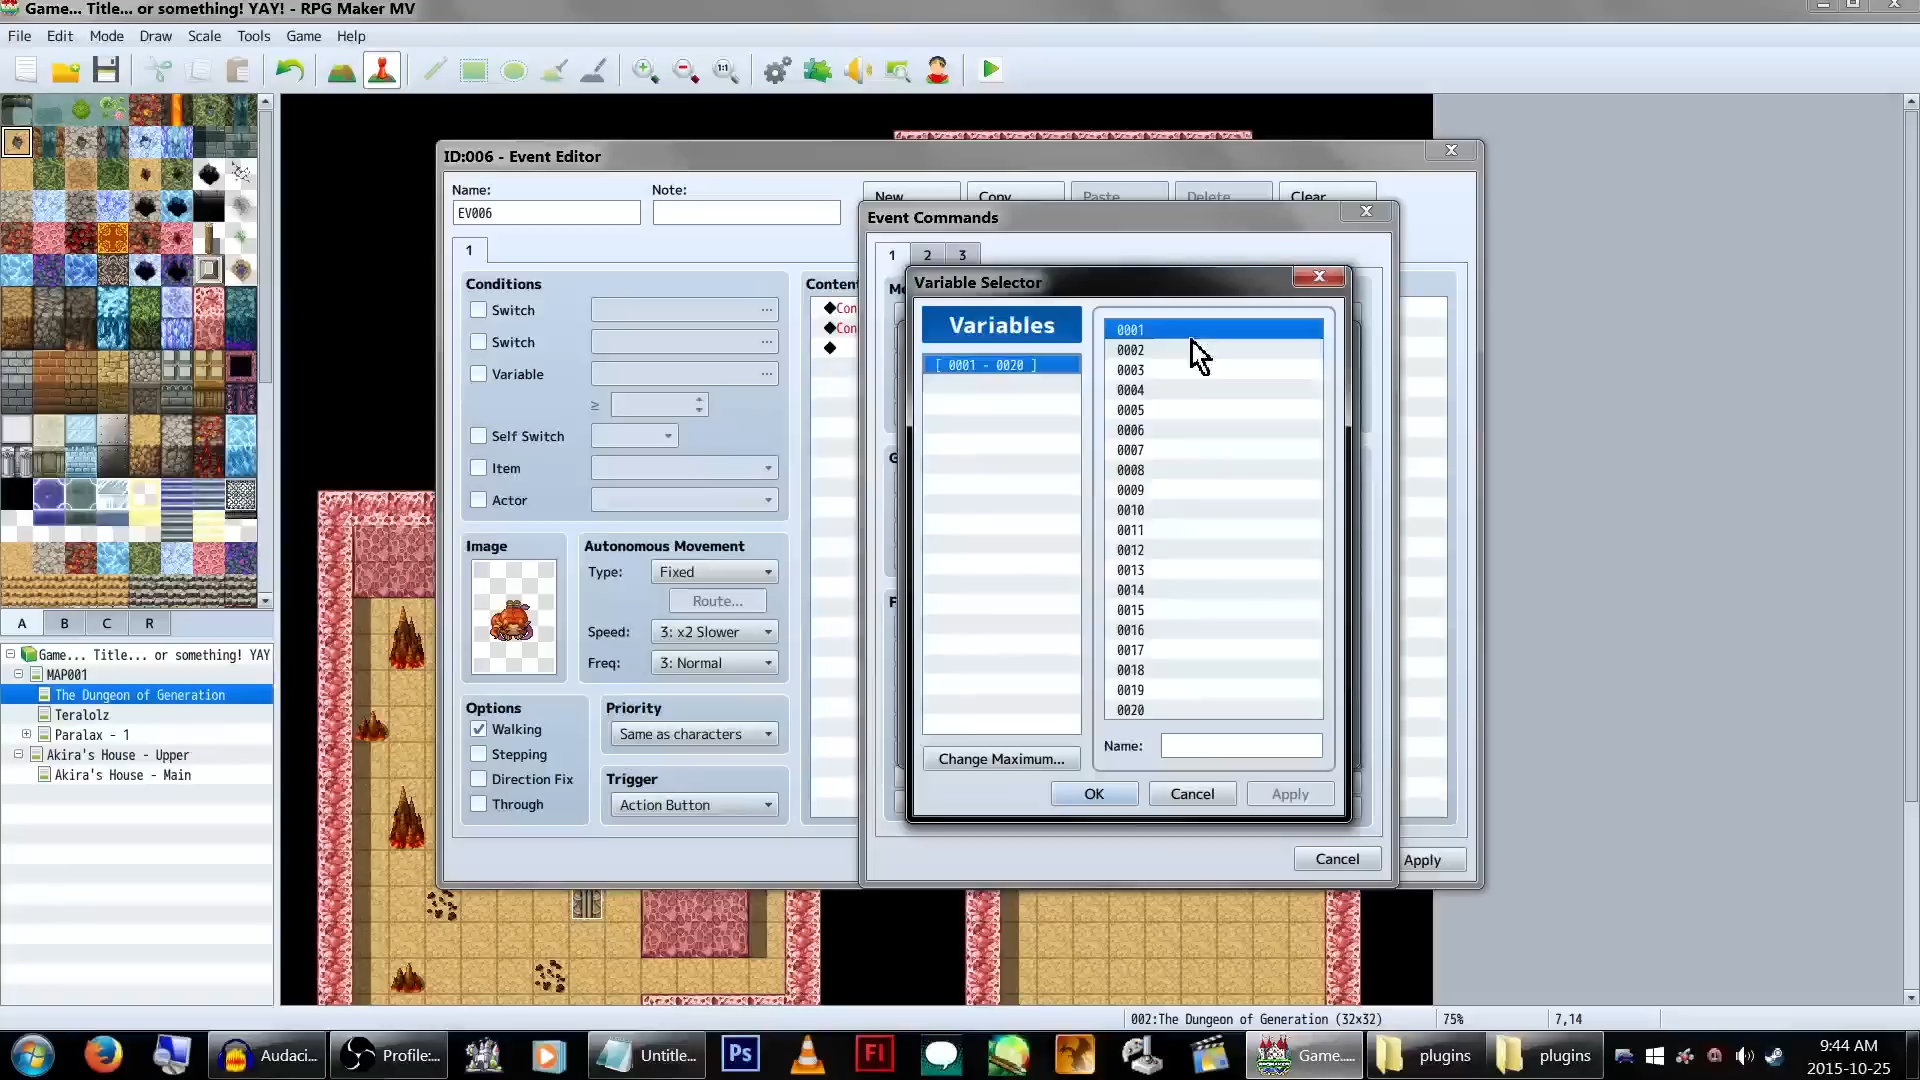 Game... Title... or something! YAY! - RPG Maker MV
File Edit Mode Draw Scale Tools Game Help
1:1
ID:006 - Event Editor
Name:
Note:
New
Copy
Paste
Delete
Clear
EV006
Event Commands
1
1 2 3
Conditions
Switch ...
Switch ...
Variable ...
≥
Self Switch
Item
Actor
Content
◆Con
◆Con
◆
Variable Selector
Variables
[ 0001 - 0020 ]
Change Maximum...
0001
0002
0003
0004
0005
0006
0007
0008
0009
0010
0011
0012
0013
0014
0015
0016
0017
0018
0019
0020
Name:
OK
Cancel
Apply
Image
Autonomous Movement
Type: Fixed
Route...
Speed: 3: x2 Slower
Freq: 3: Normal
Options
Walking
Stepping
Direction Fix
Through
Priority
Same as characters
Trigger
Action Button
Cancel
Apply
A B C R
Game... Title... or something! YAY
MAP001
The Dungeon of Generation
Teralolz
Paralax - 1
Akira's House - Upper
Akira's House - Main
002:The Dungeon of Generation (32x32) 75% 7,14
Audaci...
Profile:...
Untitle...
Ps
Fl
Game....
plugins
plugins
9:44 AM
2015-10-25